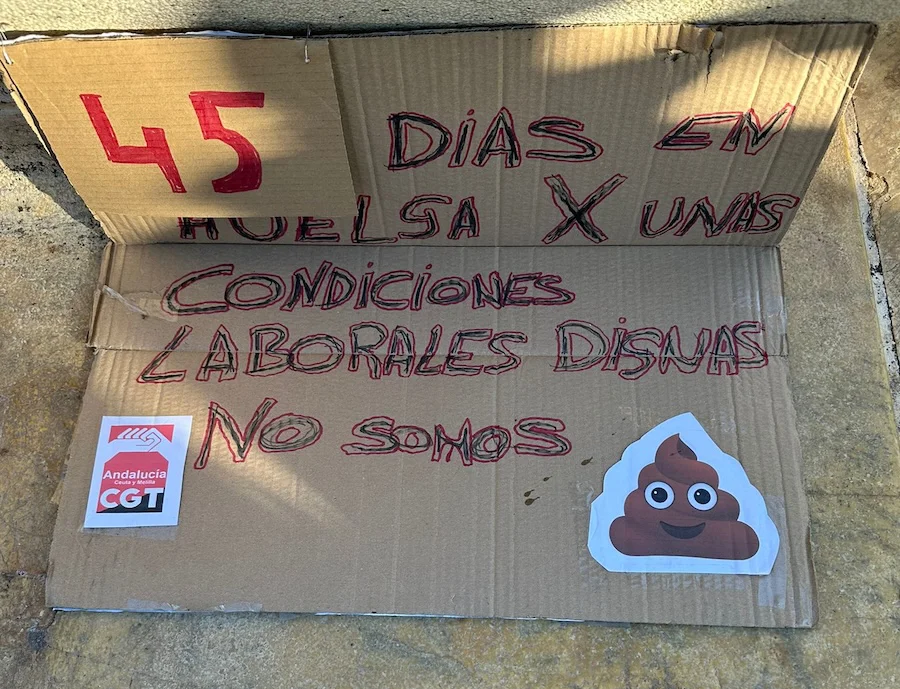 45 DIAS EN
HUELSA X UNAS
CONDICIONES
LABORALES DISNAS
NO SOMOS
Andalucía
Ceuta y Melilla
CGT